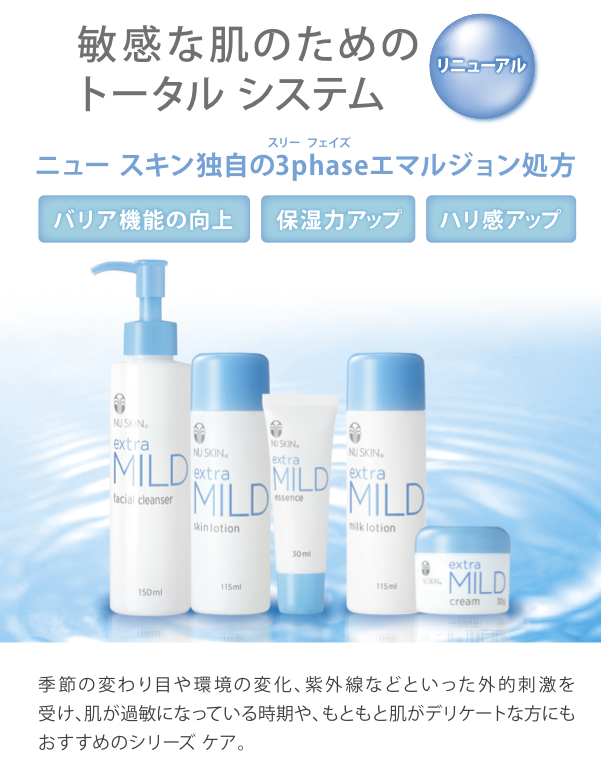 敏感な肌のための
トータル システム
リニューアル
スリー フェイズ
ニュー スキン独自の3phaseエマルジョン処方
バリア機能の向上
保湿力アップ
ハリ感アップ
NU SKIN®
extra
MILD
facial cleanser
150ml
NU SKIN®
extra
MILD
skin lotion
115ml
NU SKIN®
extra
MILD
essence
30ml
NU SKIN®
extra
MILD
milk lotion
115ml
NU SKIN®
extra
MILD
cream
30g
季節の変わり目や環境の変化、紫外線などといった外的刺激を
受け、肌が過敏になっている時期や、もともと肌がデリケートな方にも
おすすめのシリーズ ケア。